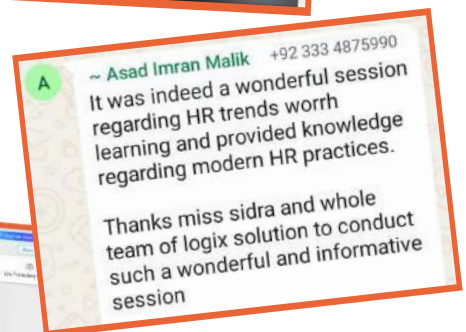 A
~ Asad Imran Malik +92 333 4875990
It was indeed a wonderful session
regarding HR trends worrh
learning and provided knowledge
regarding modern HR practices.
Thanks miss sidra and whole
team of logix solution to conduct
such a wonderful and informative
session